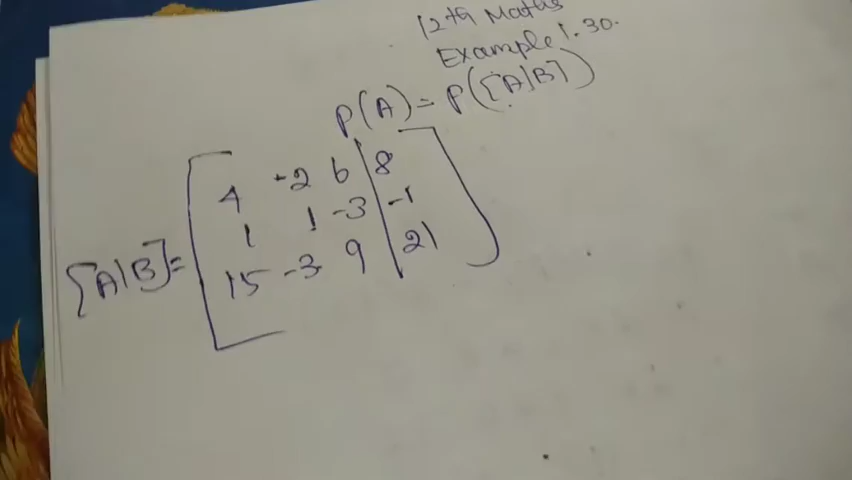 12th Maths
Example 1.30.
P(A) = P([A|B])
4 -2 6 | 8
1 1 -3 | -1
[A|B] =
15 -3 9 | 21